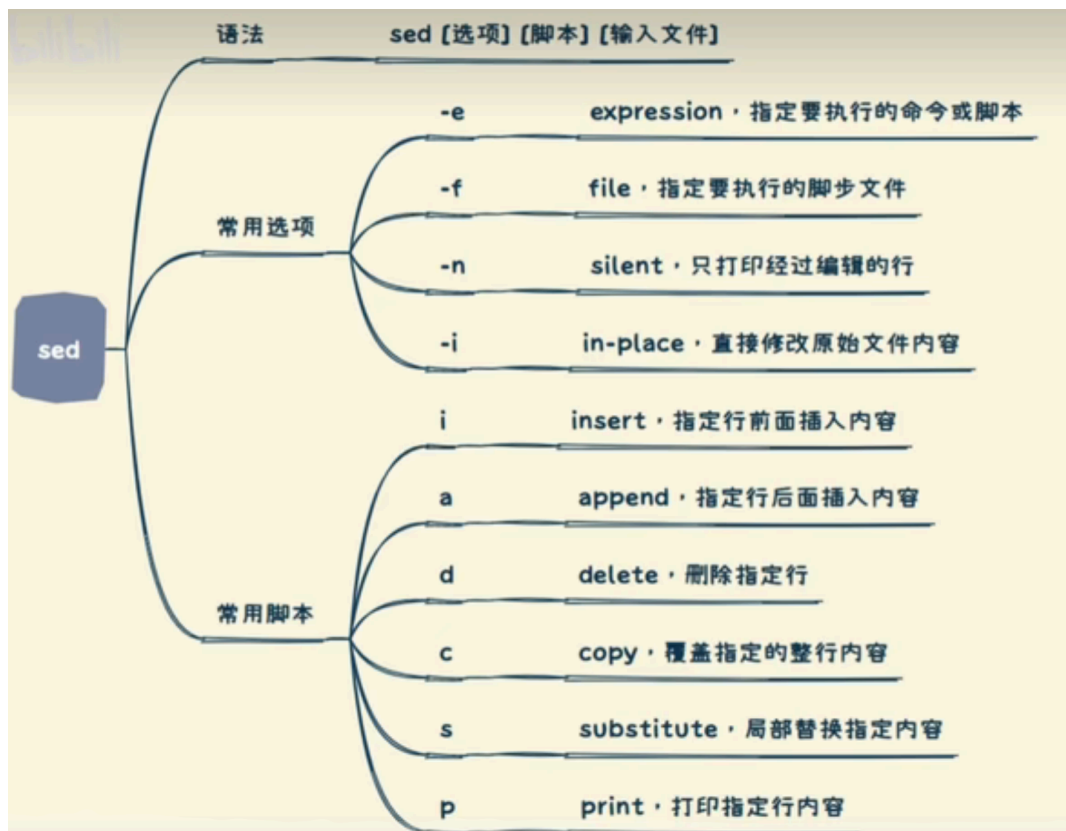 bilibili
语法 sed [选项] [脚本] [输入文件]
-e expression，指定要执行的命令或脚本
-f file，指定要执行的脚步文件
常用选项
-n silent，只打印经过编辑的行
-i in-place，直接修改原始文件内容
sed
i insert，指定行前面插入内容
a append，指定行后面插入内容
d delete，删除指定行
常用脚本
c copy，覆盖指定的整行内容
s substitute，局部替换指定内容
p print，打印指定行内容